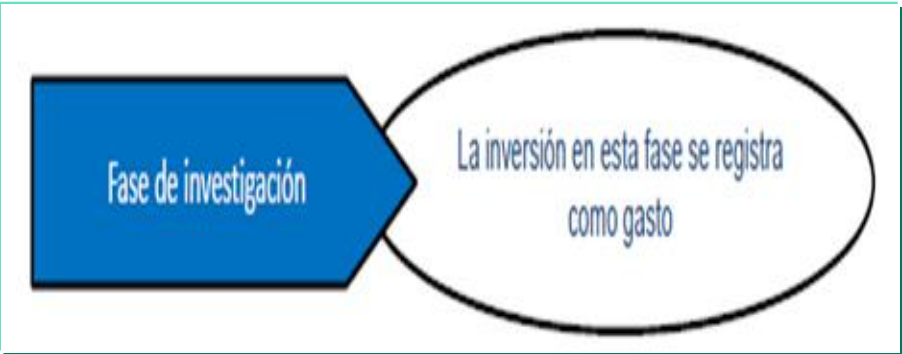 Fase de investigación
La inversión en esta fase se registra
como gasto